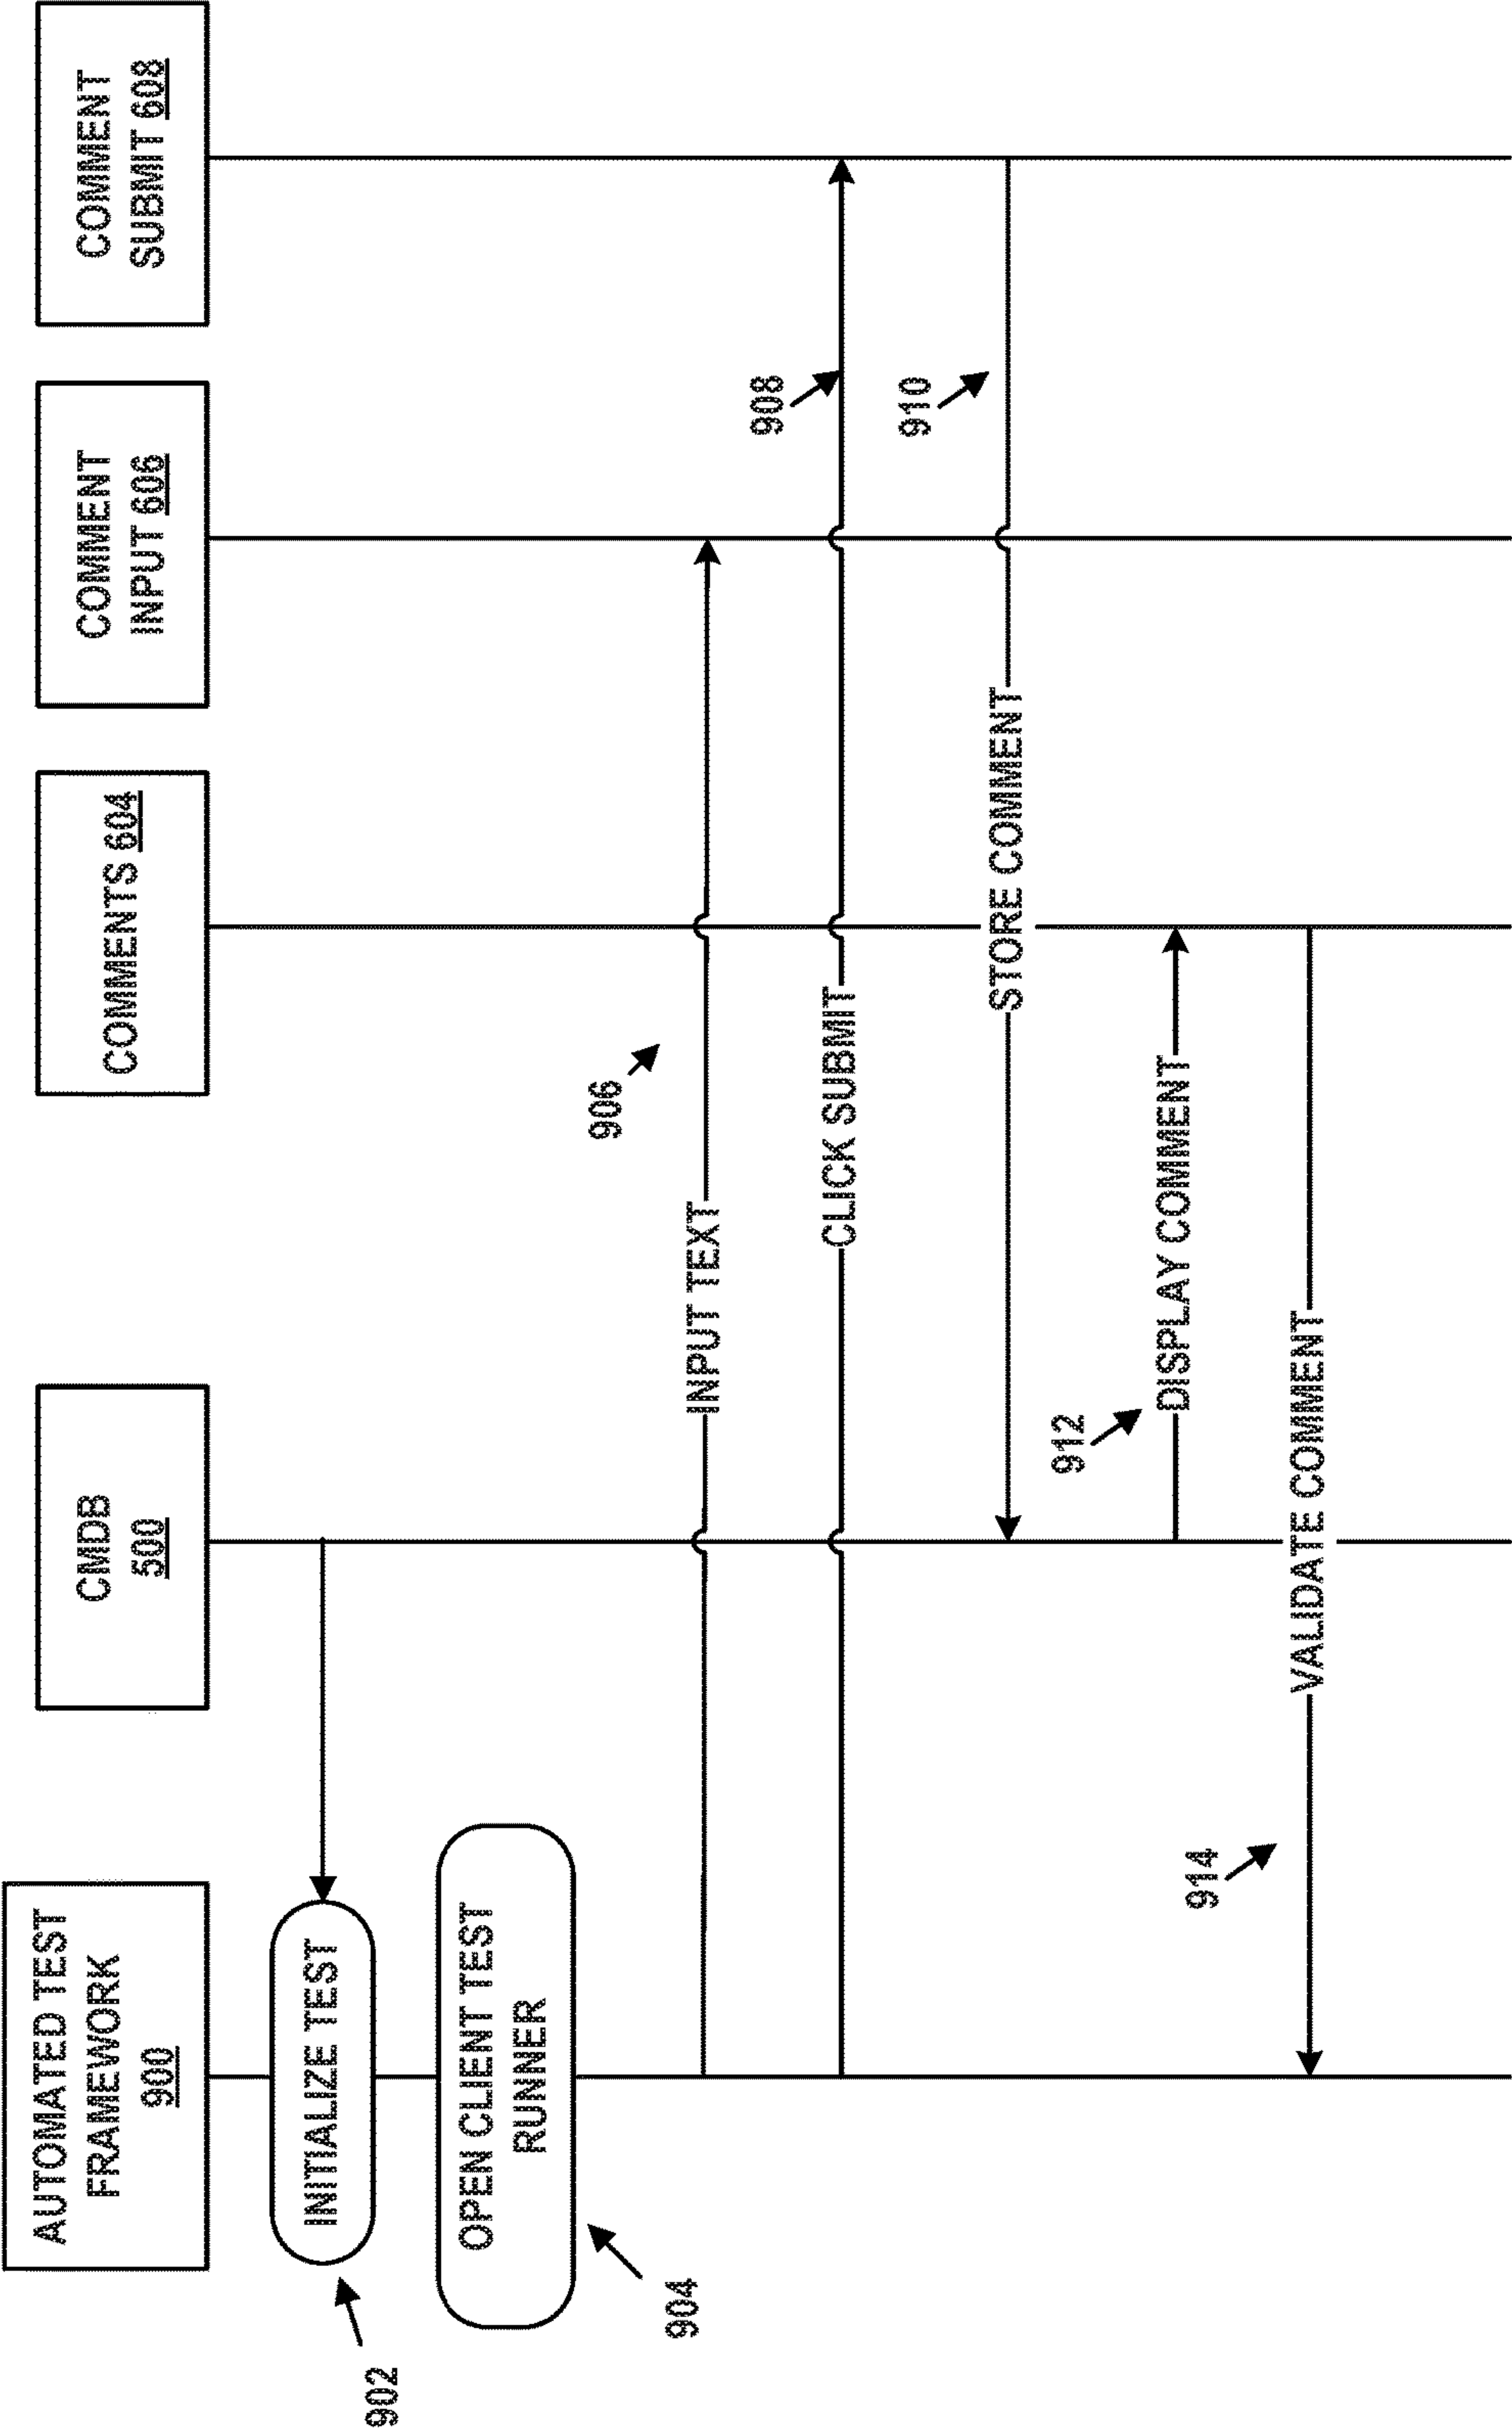 AUTOMATED TEST
FRAMEWORK
900
CMDB
500
COMMENTS 604
COMMENT
INPUT 606
COMMENT
SUBMIT 608
902
INITIALIZE TEST
904
OPEN CLIENT TEST
RUNNER
906
INPUT TEXT
908
CLICK SUBMIT
910
STORE COMMENT
912
DISPLAY COMMENT
914
VALIDATE COMMENT